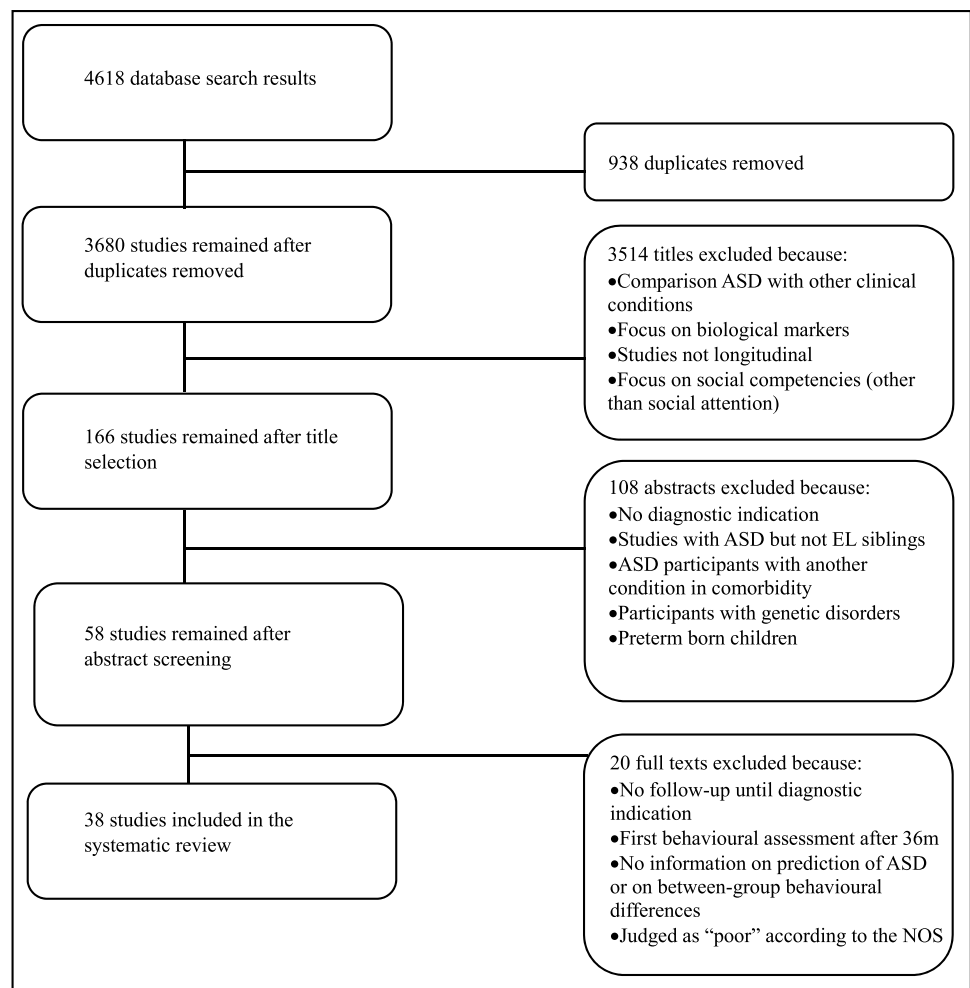 4618 database search results
938 duplicates removed
3680 studies remained after
duplicates removed
3514 titles excluded because:
•Comparison ASD with other clinical
conditions
•Focus on biological markers
•Studies not longitudinal
•Focus on social competencies (other
than social attention)
166 studies remained after title
selection
108 abstracts excluded because:
•No diagnostic indication
•Studies with ASD but not EL siblings
•ASD participants with another
condition in comorbidity
•Participants with genetic disorders
•Preterm born children
58 studies remained after
abstract screening
20 full texts excluded because:
•No follow-up until diagnostic
indication
•First behavioural assessment after 36m
•No information on prediction of ASD
or on between-group behavioural
differences
•Judged as “poor” according to the NOS
38 studies included in the
systematic review